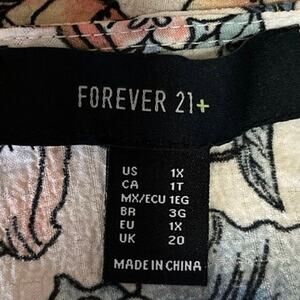 FOREVER 21+
US 1X
CA 1T
MX/ECU 1EG
BR 3G
EU 1X
UK 20
MADE IN CHINA